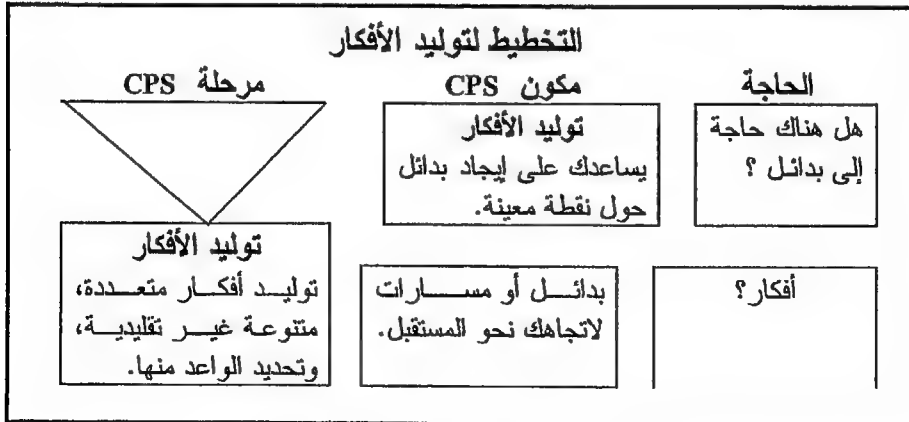 التخطيط لتوليد الأفكار
الحاجة
هل هناك حاجة
إلى بدائل ؟
أفكار؟
مكون CPS
توليد الأفكار
يساعدك على إيجاد بدائل
حول نقطة معينة.
بدائل أو مسارات
لاتجاهك نحو المستقبل.
مرحلة CPS
توليد الأفكار
توليد أفكار متعددة،
متنوعة غير تقليدية،
وتحديد الواعد منها.